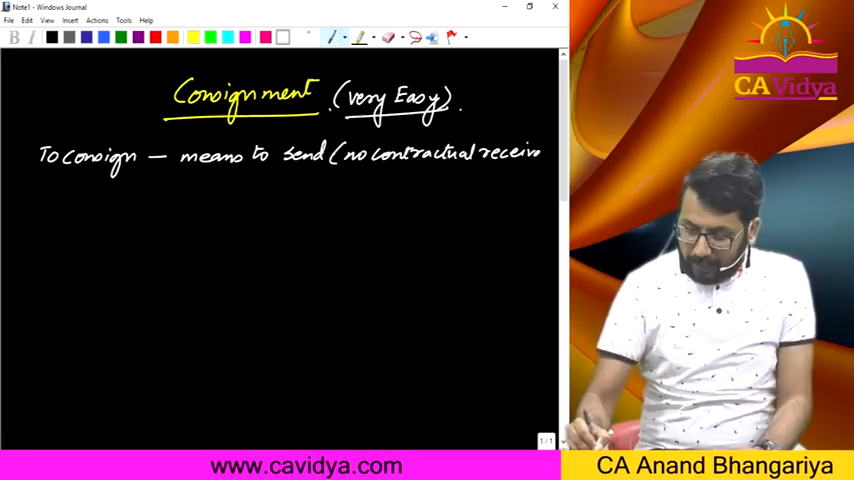 Note1 - Windows Journal
File Edit View Insert Actions Tools Help
B I
Consignment (very Easy).
To consign — means to send (no contractual receive
1 / 1
CA Vidya
www.cavidya.com
CA Anand Bhangariya